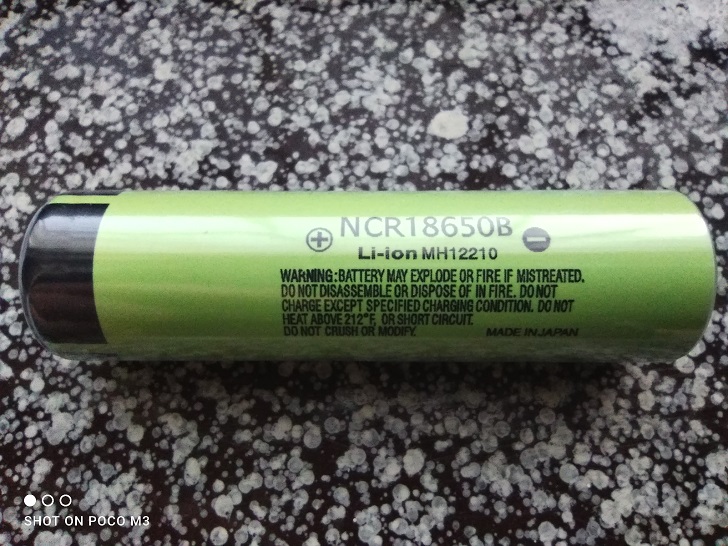 NCR18650B
Li-ion MH12210
WARNING:BATTERY MAY EXPLODE OR FIRE IF MISTREATED.
DO NOT DISASSEMBLE OR DISPOSE OF IN FIRE. DO NOT
CHARGE EXCEPT SPECIFIED CHARGING CONDITION. DO NOT
HEAT ABOVE 212°F, OR SHORT CIRCUIT.
DO NOT CRUSH OR MODIFY. MADE IN JAPAN
SHOT ON POCO M3